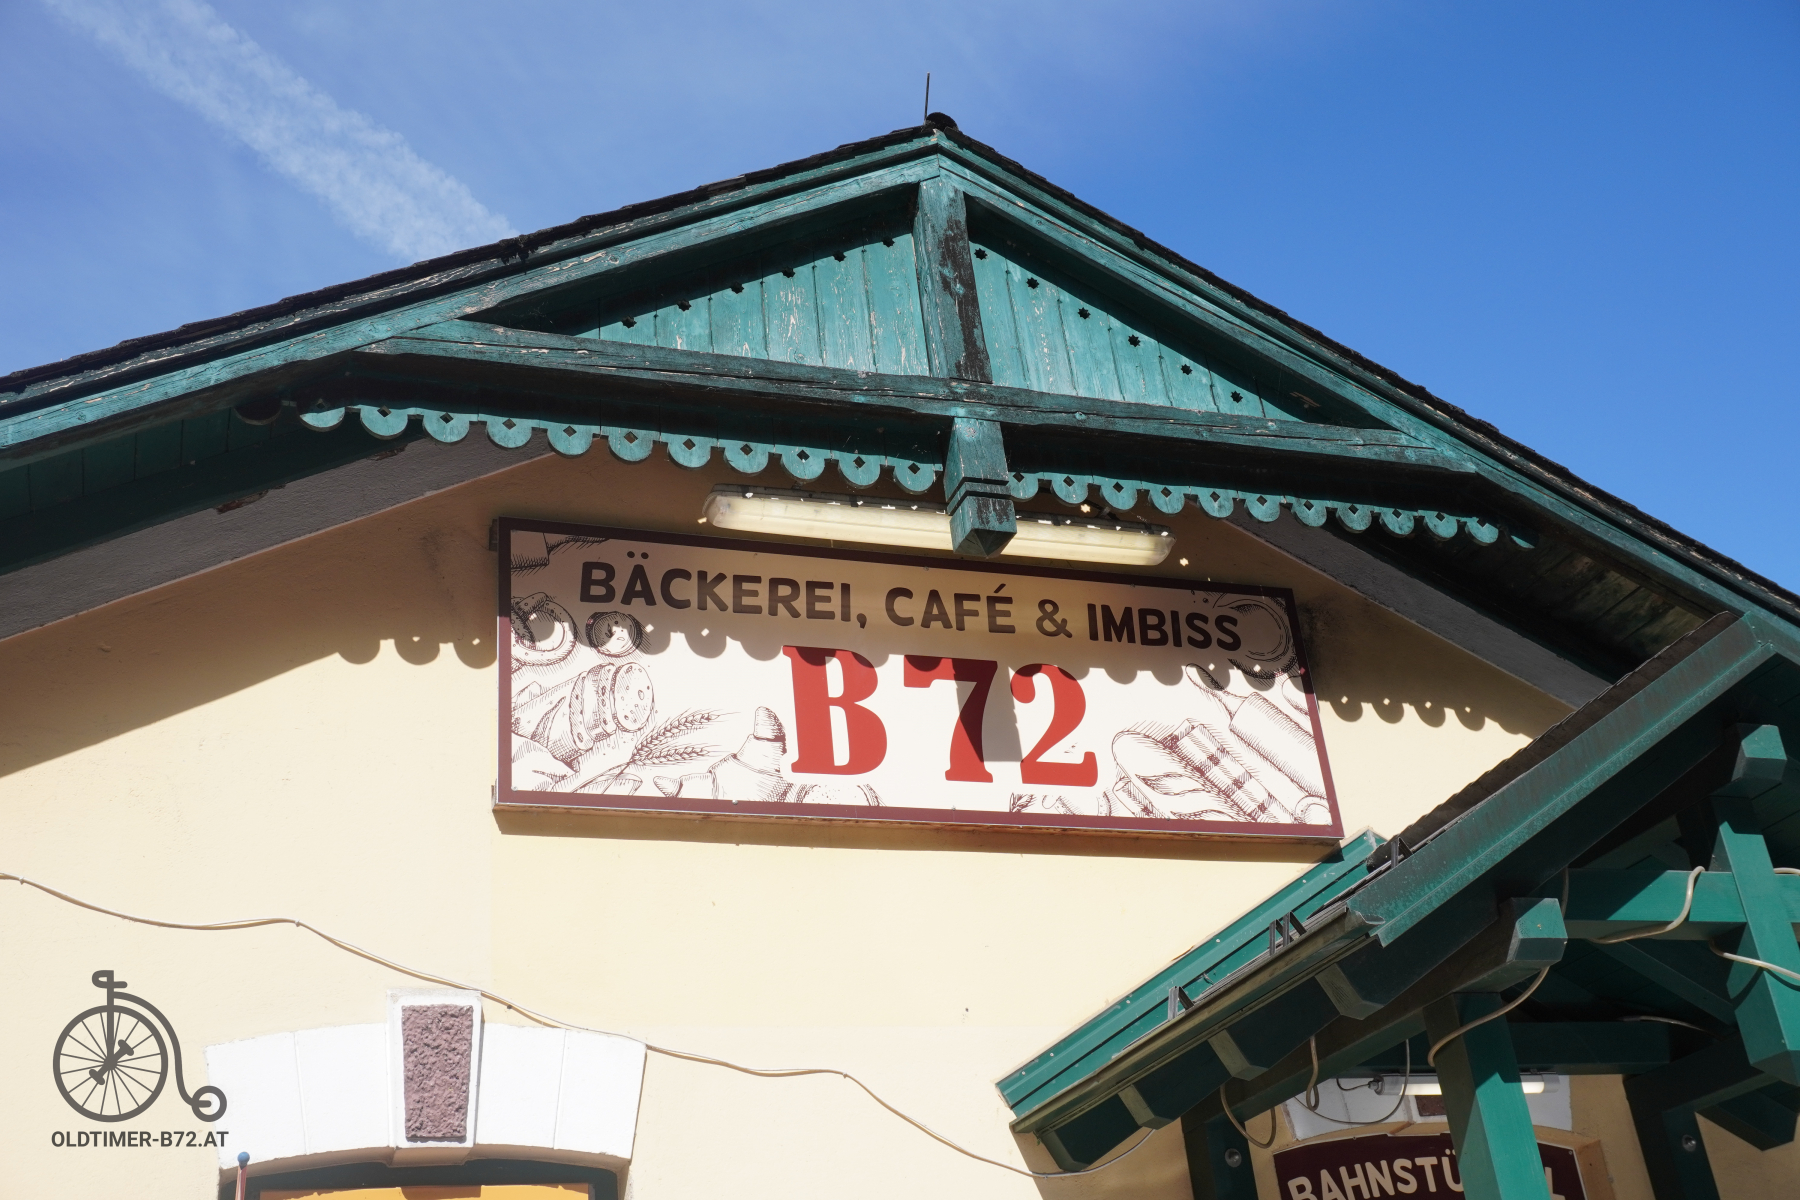 BÄCKEREI, CAFÉ & IMBISS
B72
OLDTIMER-B72.AT